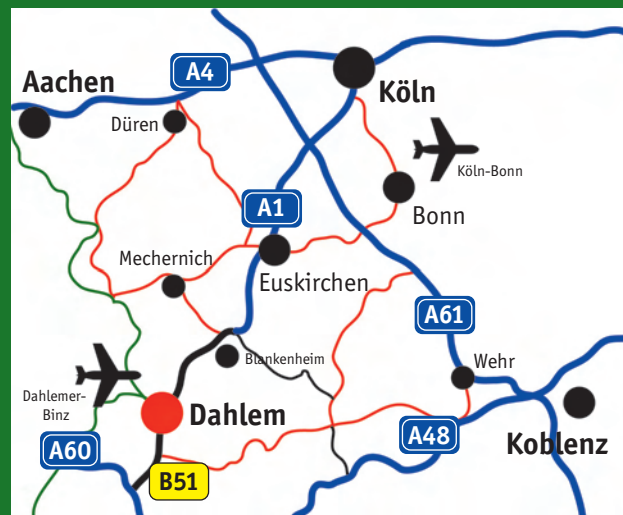 A4
Köln
Aachen
Düren
Köln-Bonn
A1
Bonn
Mechernich
Euskirchen
A61
Blankenheim
Wehr
Dahlemer-
Binz
Dahlem
A48
Koblenz
A60
B51